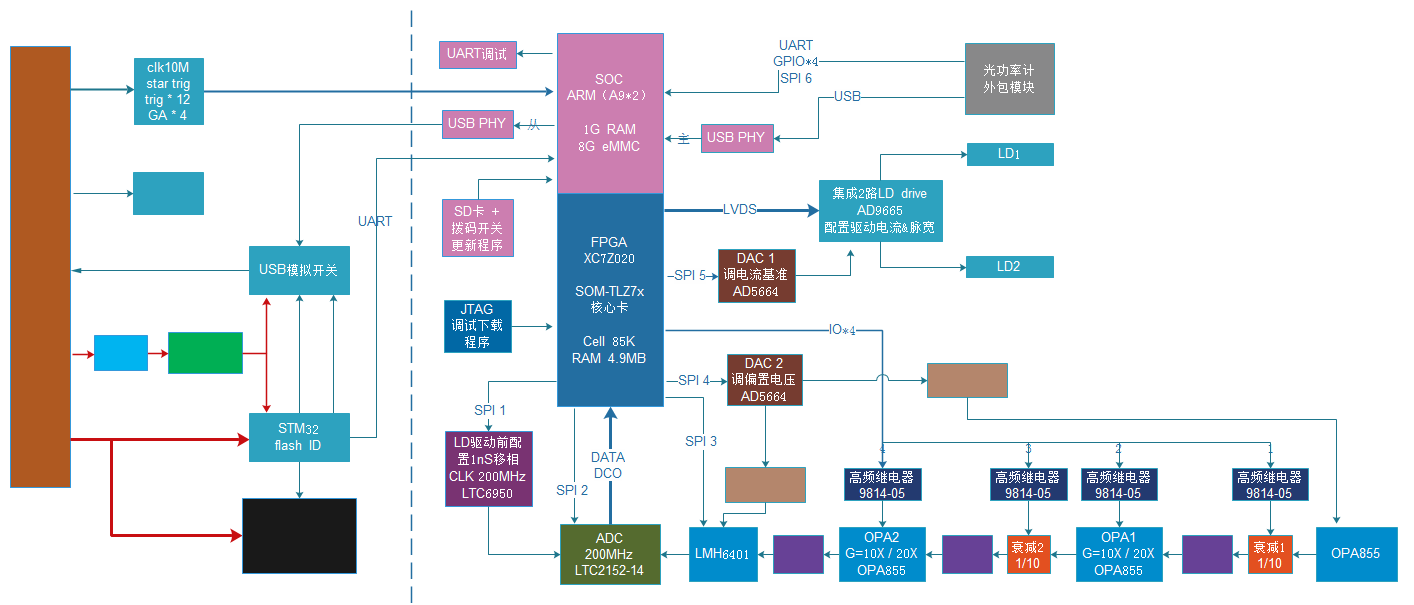 clk10M
star trig
trig * 12
GA * 4
UART调试
SOC
ARM（A9*2）
1G RAM
8G eMMC
UART
GPIO*4
SPI 6
光功率计
外包模块
USB
USB PHY
从
主
USB PHY
LD1
SD卡 +
拨码开关
更新程序
UART
LVDS
集成2路LD drive
AD9665
配置驱动电流&脉宽
FPGA
XC7Z020
SOM-TLZ7x
核心卡
Cell 85K
RAM 4.9MB
USB模拟开关
SPI 5
DAC 1
调电流基准
AD5664
LD2
JTAG
调试下载
程序
IO*4
SPI 4
DAC 2
调偏置电压
AD5664
SPI 1
STM32
flash ID
LD驱动前配
置1nS移相
CLK 200MHz
LTC6950
SPI 3
DATA
DCO
SPI 2
4
3
2
1
高频继电器
9814-05
高频继电器
9814-05
高频继电器
9814-05
高频继电器
9814-05
ADC
200MHz
LTC2152-14
LMH6401
OPA2
G=10X / 20X
OPA855
衰减2
1/10
OPA1
G=10X / 20X
OPA855
衰减1
1/10
OPA855